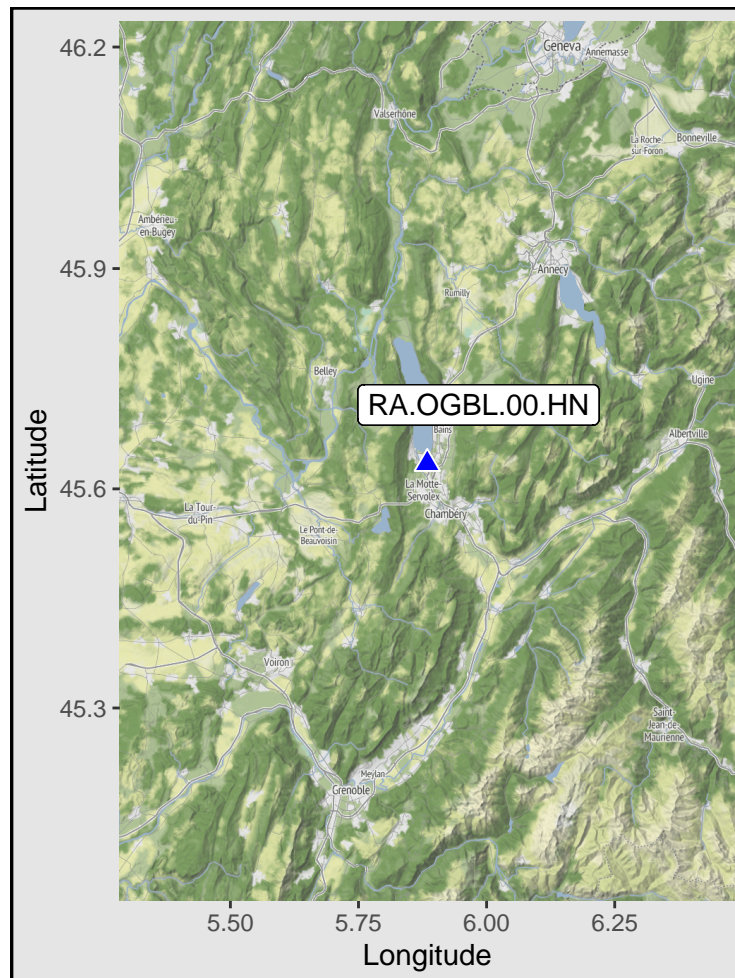 46.2
Geneva
Annemasse
Valserhône
Bonneville
La Roche-
sur-Foron
Ambérieu-
en-Bugey
45.9
Annecy
Rumilly
Belley
Ugine
RA.OGBL.00.HN
Bains
Albertville
Latitude
45.6
La Motte-
Servolex
Chambéry
La Tour-
du-Pin
Le Pont-de-
Beauvoisin
Voiron
45.3
Saint-
Jean-de-
Maurienne
Meylan
Grenoble
5.50
5.75
6.00
6.25
Longitude